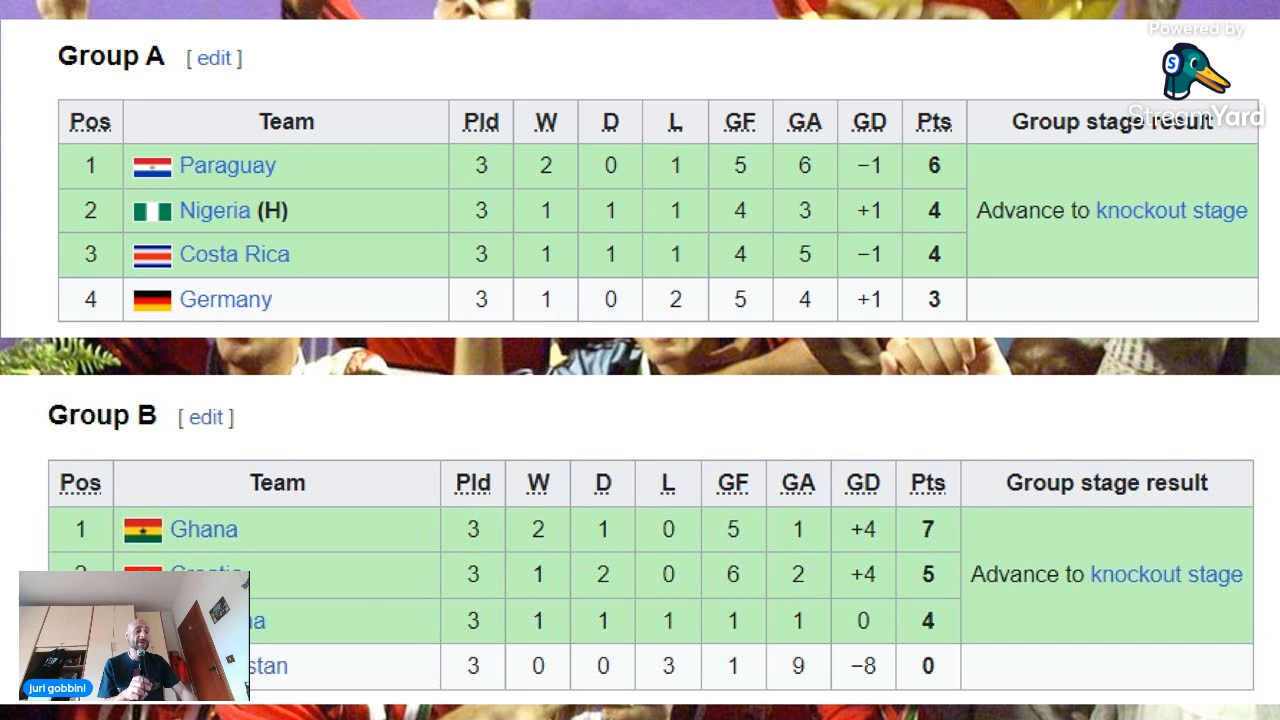 Powered by
StreamYard
S
Group A [ edit ]
Pos Team Pld W D L GF GA GD Pts Group stage result
1 Paraguay 3 2 0 1 5 6 −1 6
2 Nigeria (H) 3 1 1 1 4 3 +1 4 Advance to knockout stage
3 Costa Rica 3 1 1 1 4 5 −1 4
4 Germany 3 1 0 2 5 4 +1 3
Group B [ edit ]
Pos Team Pld W D L GF GA GD Pts Group stage result
1 Ghana 3 2 1 0 5 1 +4 7
3 1 2 0 6 2 +4 5 Advance to knockout stage
na 3 1 1 1 1 1 0 4
stan 3 0 0 3 1 9 −8 0
juri gobbini